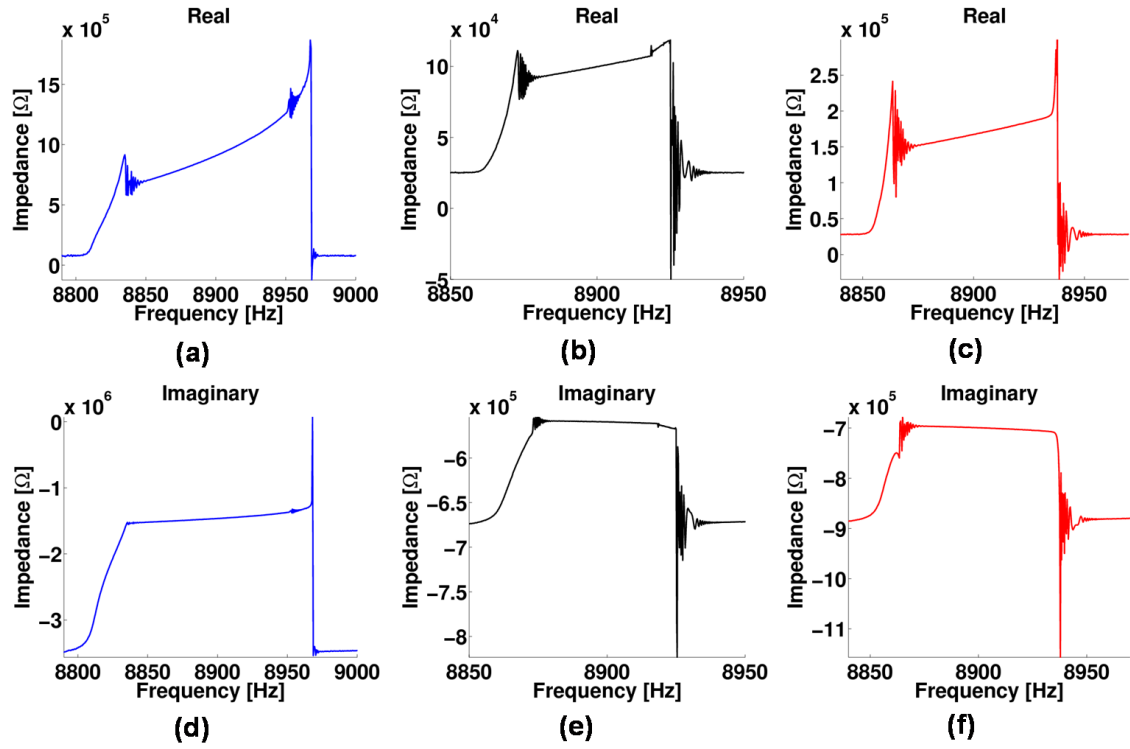 Real
x 10^5
Impedance [Ω]
15
10
5
0
8800 8850 8900 8950 9000
Frequency [Hz]
(a)
Real
x 10^4
Impedance [Ω]
10
5
0
−5
8850 8900 8950
Frequency [Hz]
(b)
Real
x 10^5
Impedance [Ω]
2.5
2
1.5
1
0.5
0
8850 8900 8950
Frequency [Hz]
(c)
Imaginary
x 10^6
Impedance [Ω]
0
−1
−2
−3
8800 8850 8900 8950 9000
Frequency [Hz]
(d)
Imaginary
x 10^5
Impedance [Ω]
−6
−6.5
−7
−7.5
−8
8850 8900 8950
Frequency [Hz]
(e)
Imaginary
x 10^5
Impedance [Ω]
−7
−8
−9
−10
−11
8850 8900 8950
Frequency [Hz]
(f)